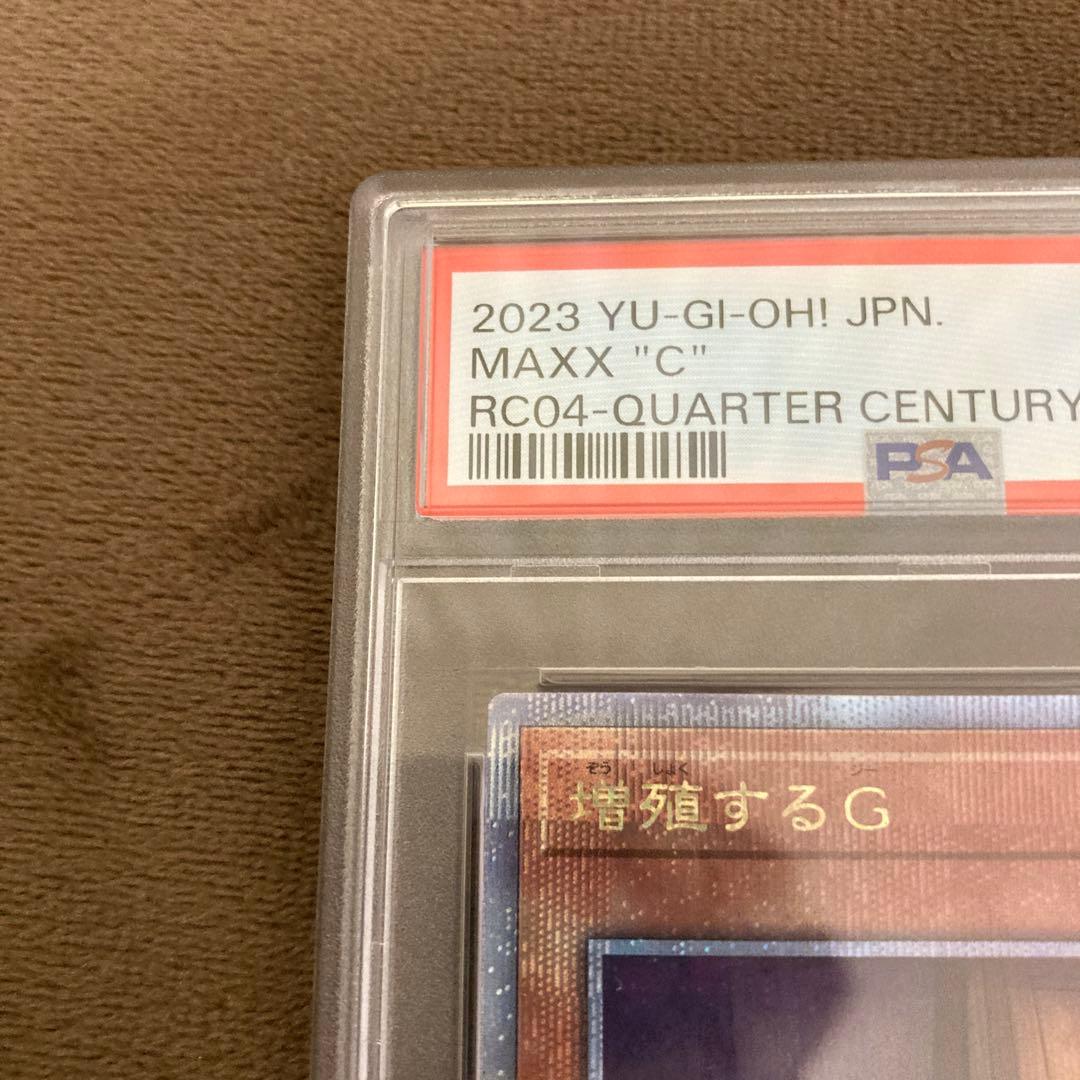 2023 YU-GI-OH! JPN.
MAXX "C"
RC04-QUARTER CENTURY
PSA
ぞう しょく ジー
増殖するG